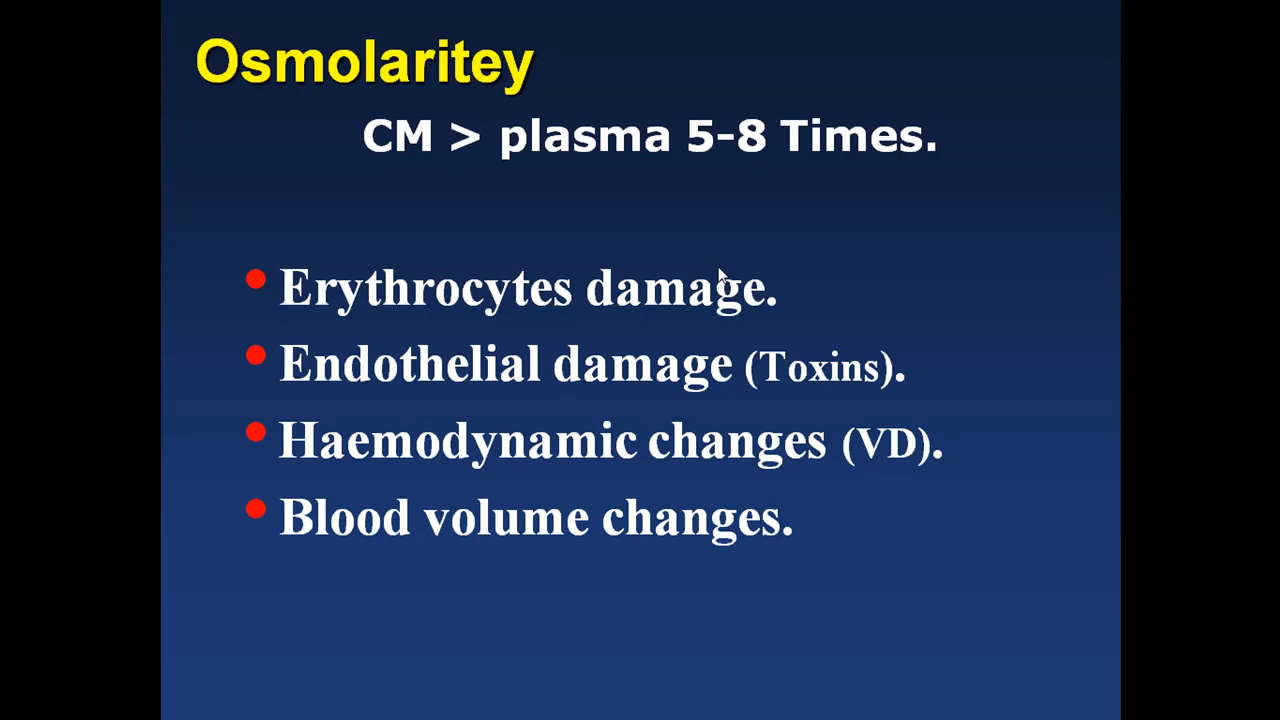 Osmolaritey
CM > plasma 5-8 Times.
• Erythrocytes damage.
• Endothelial damage (Toxins).
• Haemodynamic changes (VD).
• Blood volume changes.